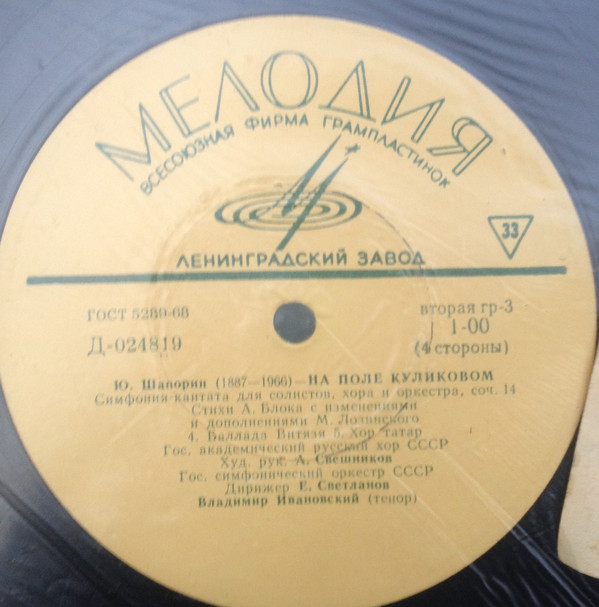 МЕЛОДИЯ
ВСЕСОЮЗНАЯ ФИРМА ГРАМПЛАСТИНОК
ЛЕНИНГРАДСКИЙ ЗАВОД
33
ГОСТ 5289-68
вторая гр-3
Д-024819
1-00
(4 стороны)
Ю. Шапорин (1887—1966)—НА ПОЛЕ КУЛИКОВОМ
Симфония-кантата для солистов, хора и оркестра, соч. 14
Стихи А. Блока с изменениями
и дополнениями М. Лозинского
4. Баллада Витязя 5. Хор татар
Гос. академический русский хор СССР
Худ. рук. А. Свешников
Гос. симфонический оркестр СССР
Дирижер Е. Светланов
Владимир Ивановский (тенор)